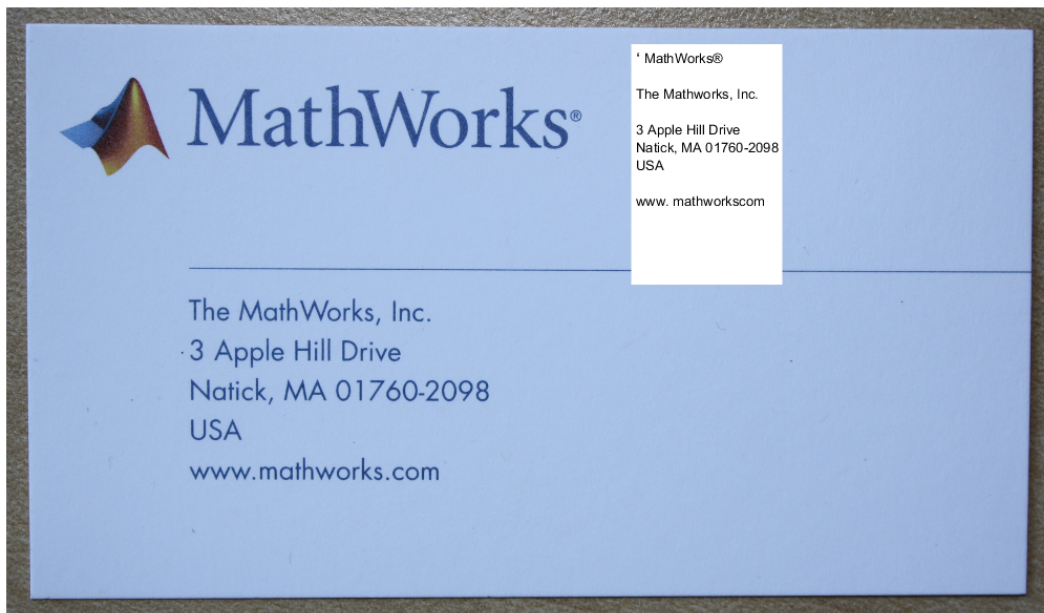 MathWorks®
The MathWorks, Inc.
3 Apple Hill Drive
Natick, MA 01760-2098
USA
www.mathworks.com
‘ MathWorks®
The Mathworks, Inc.
3 Apple Hill Drive
Natick, MA 01760-2098
USA
www. mathworkscom